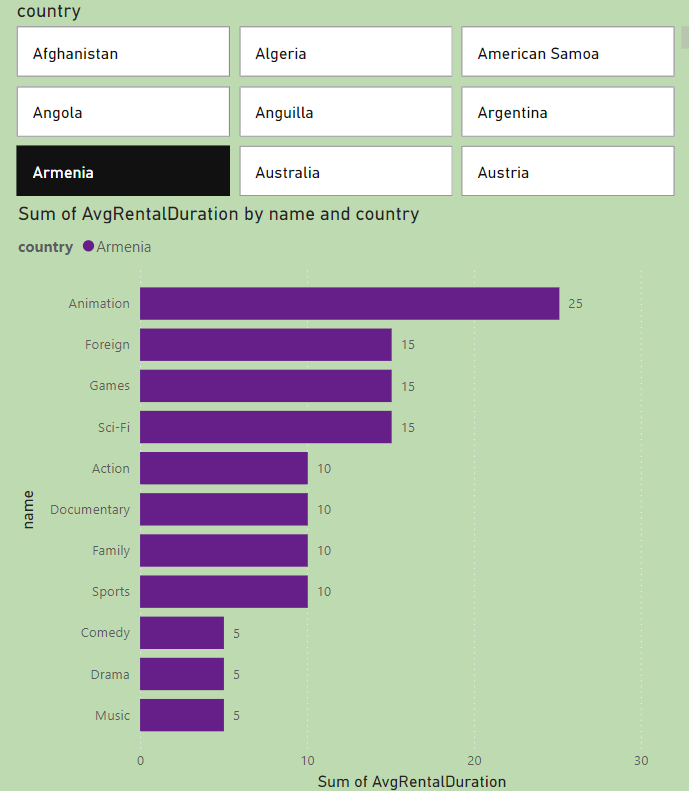 country
Afghanistan
Algeria
American Samoa
Angola
Anguilla
Argentina
Armenia
Australia
Austria
Sum of AvgRentalDuration by name and country
country Armenia
Animation 25
Foreign 15
Games 15
Sci-Fi 15
Action 10
Documentary 10
Family 10
Sports 10
Comedy 5
Drama 5
Music 5
name
0 10 20 30
Sum of AvgRentalDuration